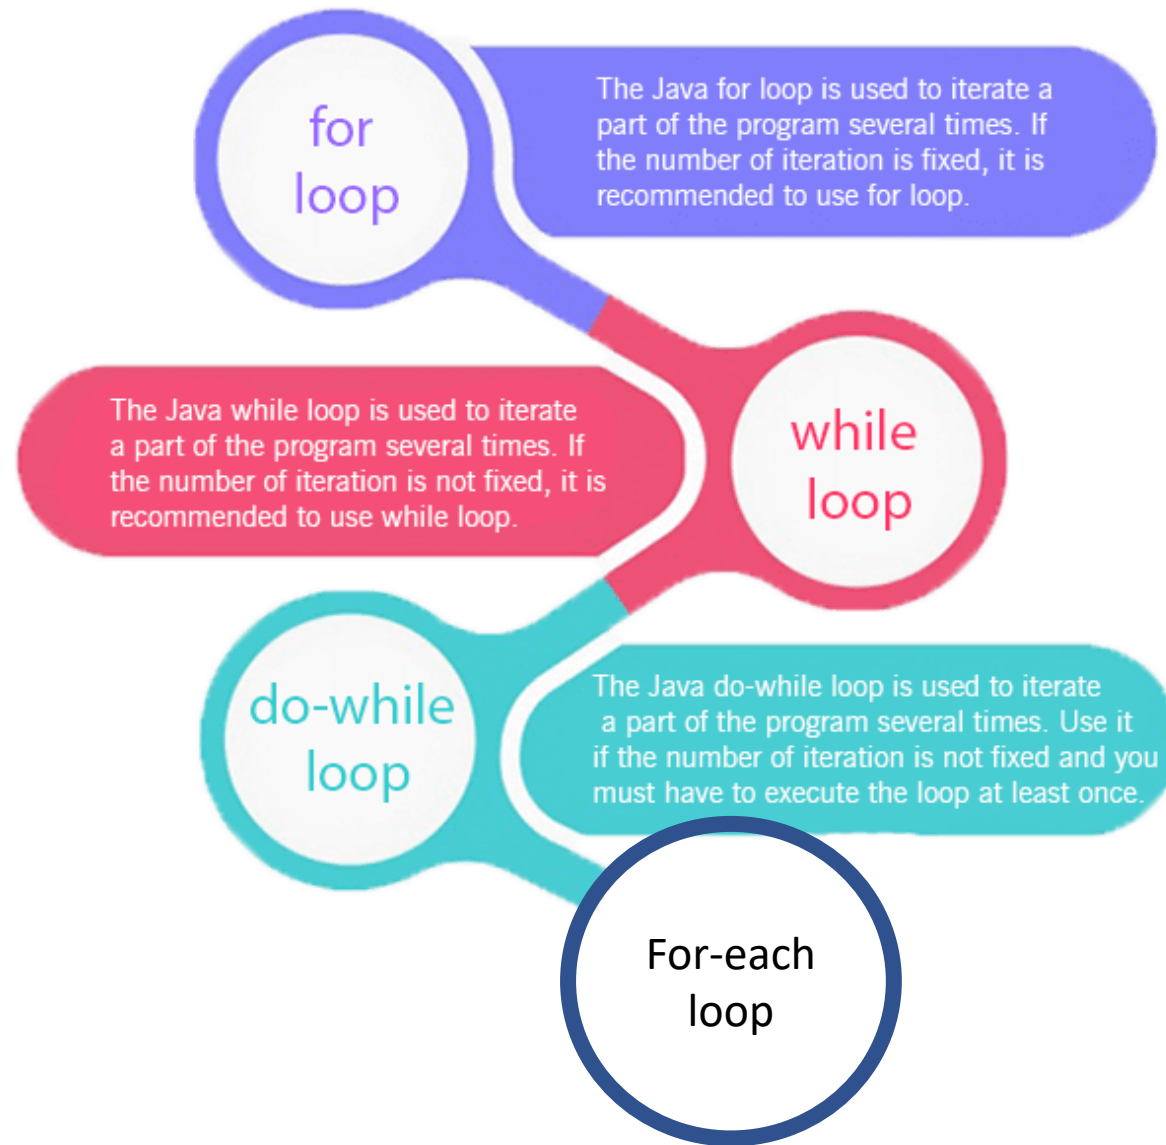 for
loop
The Java for loop is used to iterate a
part of the program several times. If
the number of iteration is fixed, it is
recommended to use for loop.
The Java while loop is used to iterate
a part of the program several times. If
the number of iteration is not fixed, it is
recommended to use while loop.
while
loop
do-while
loop
The Java do-while loop is used to iterate
a part of the program several times. Use it
if the number of iteration is not fixed and you
must have to execute the loop at least once.
For-each
loop